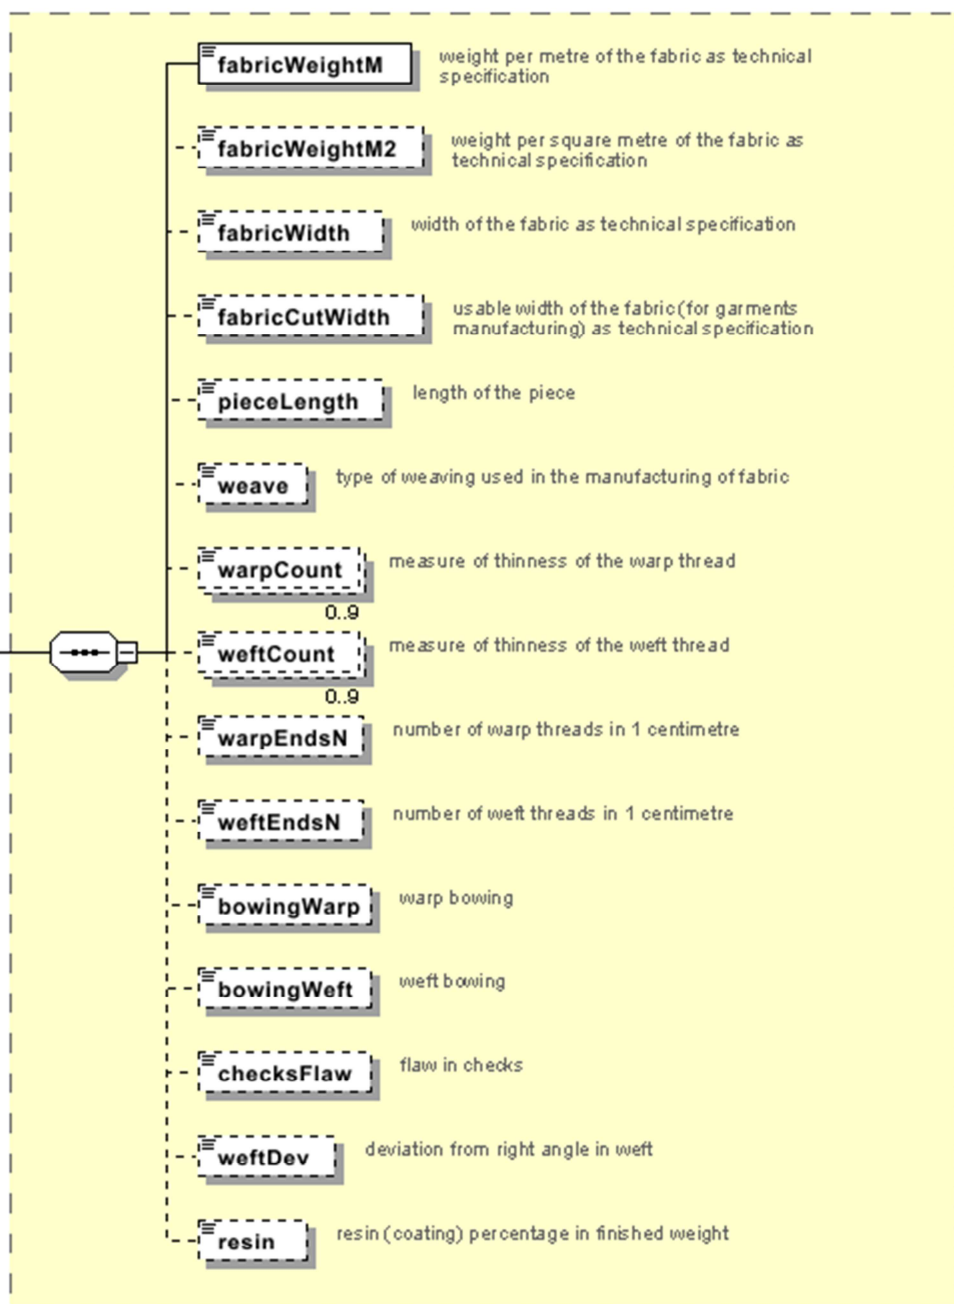 fabricWeightM
weight per metre of the fabric as technical
specification
fabricWeightM2
weight per square metre of the fabric as
technical specification
fabricWidth
width of the fabric as technical specification
fabricCutWidth
usable width of the fabric (for garments
manufacturing) as technical specification
pieceLength
length of the piece
weave
type of weaving used in the manufacturing of fabric
warpCount
measure of thinness of the warp thread
0..9
weftCount
measure of thinness of the weft thread
0..9
warpEndsN
number of warp threads in 1 centimetre
weftEndsN
number of weft threads in 1 centimetre
bowingWarp
warp bowing
bowingWeft
weft bowing
checksFlaw
flaw in checks
weftDev
deviation from right angle in weft
resin
resin (coating) percentage in finished weight